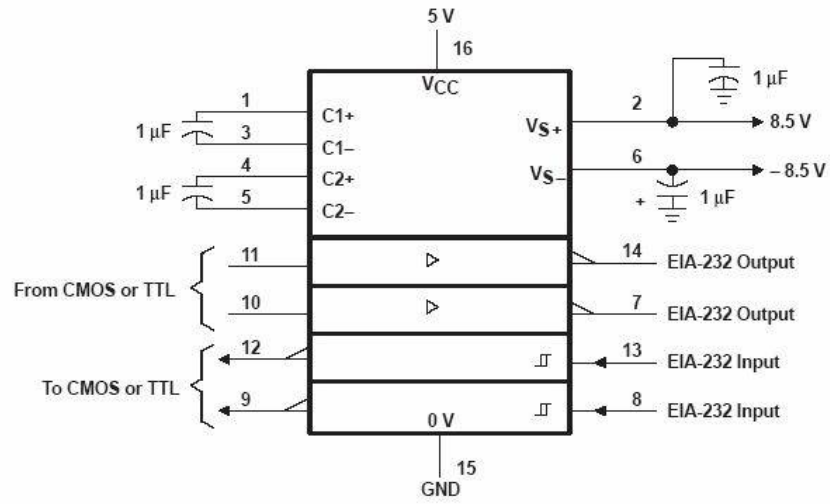 5 V
16
VCC
1 μF
1
C1+
3
C1–
4
C2+
1 μF
5
C2–
VS+
2
8.5 V
1 μF
VS–
6
– 8.5 V
+
1 μF
From CMOS or TTL
11
14
EIA-232 Output
10
7
EIA-232 Output
To CMOS or TTL
12
13
EIA-232 Input
9
8
EIA-232 Input
0 V
15
GND